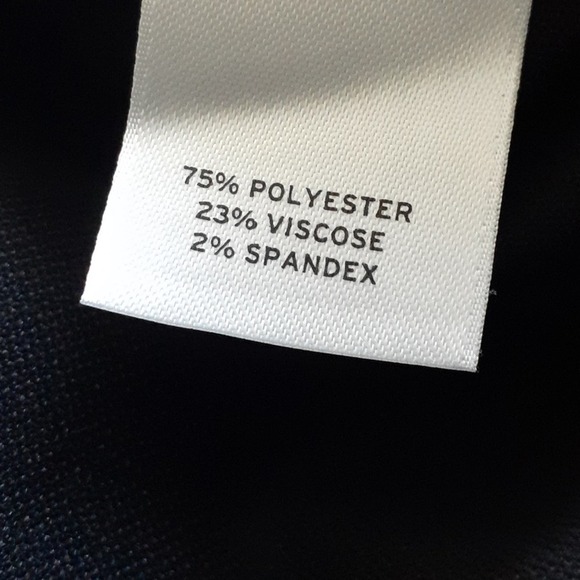 75% POLYESTER
23% VISCOSE
2% SPANDEX